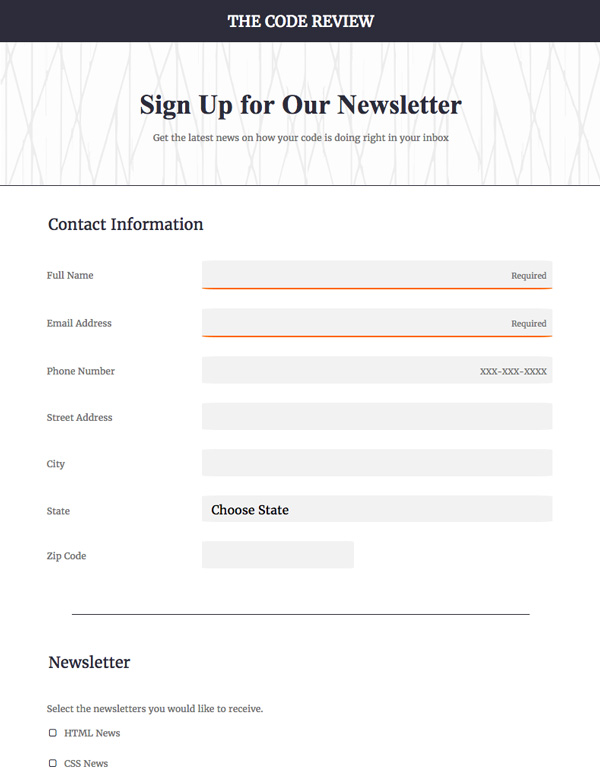 THE CODE REVIEW
Sign Up for Our Newsletter
Get the latest news on how your code is doing right in your inbox
Contact Information
Full Name Required
Email Address Required
Phone Number XXX-XXX-XXXX
Street Address
City
State Choose State
Zip Code
Newsletter
Select the newsletters you would like to receive.
HTML News
CSS News